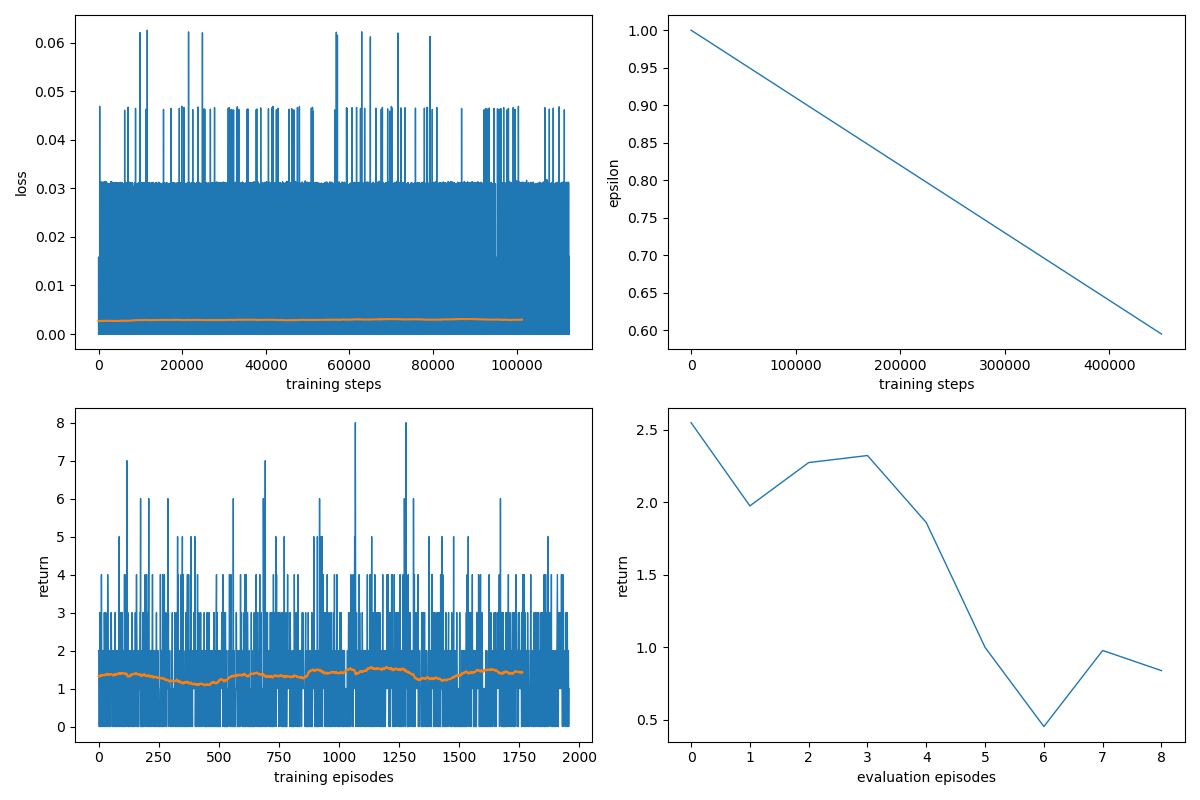 0.06
0.05
0.04
0.03
0.02
0.01
0.00
loss
0 20000 40000 60000 80000 100000
training steps
1.00
0.95
0.90
0.85
0.80
0.75
0.70
0.65
0.60
epsilon
0 100000 200000 300000 400000
training steps
8
7
6
5
4
3
2
1
0
return
0 250 500 750 1000 1250 1500 1750 2000
training episodes
2.5
2.0
1.5
1.0
0.5
return
0 1 2 3 4 5 6 7 8
evaluation episodes